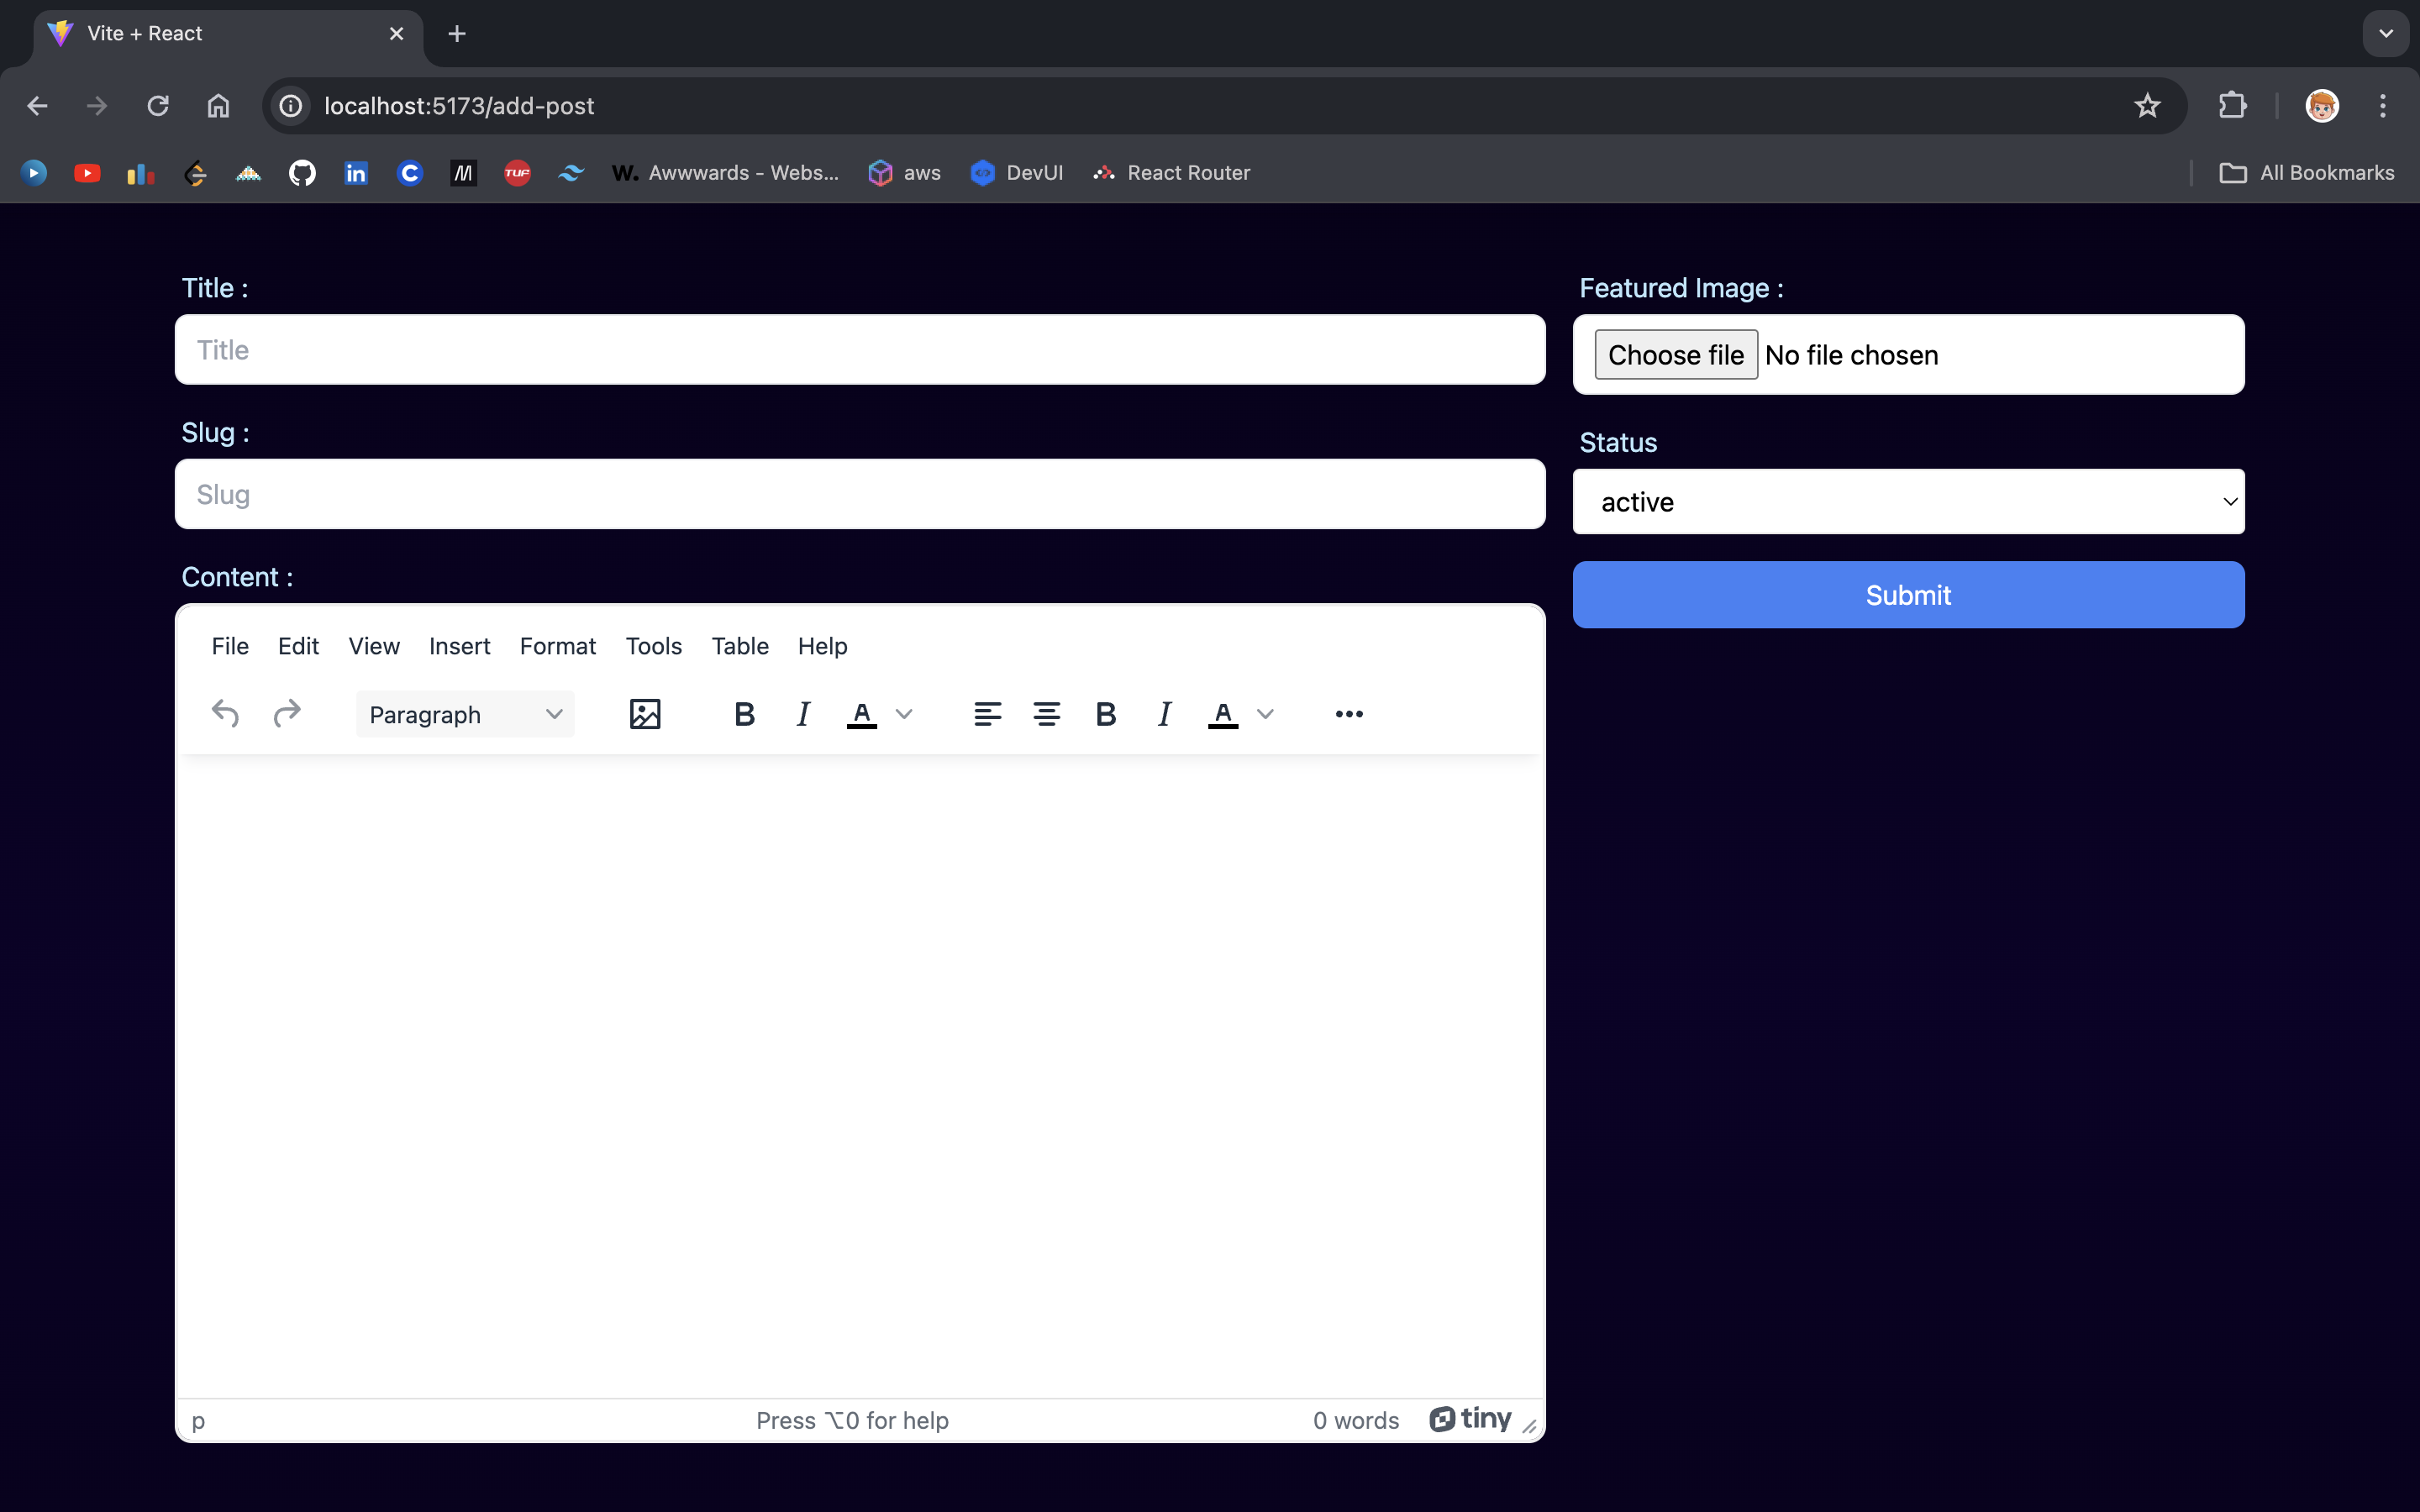 Vite + React
localhost:5173/add-post
TUF
W. Awwwards - Webs...
aws
DevUI
React Router
All Bookmarks
Title :
Title
Slug :
Slug
Content :
File Edit View Insert Format Tools Table Help
Paragraph
B I A
B I A
p
Press ⌥0 for help
0 words
tiny
Featured Image :
Choose file No file chosen
Status
active
Submit